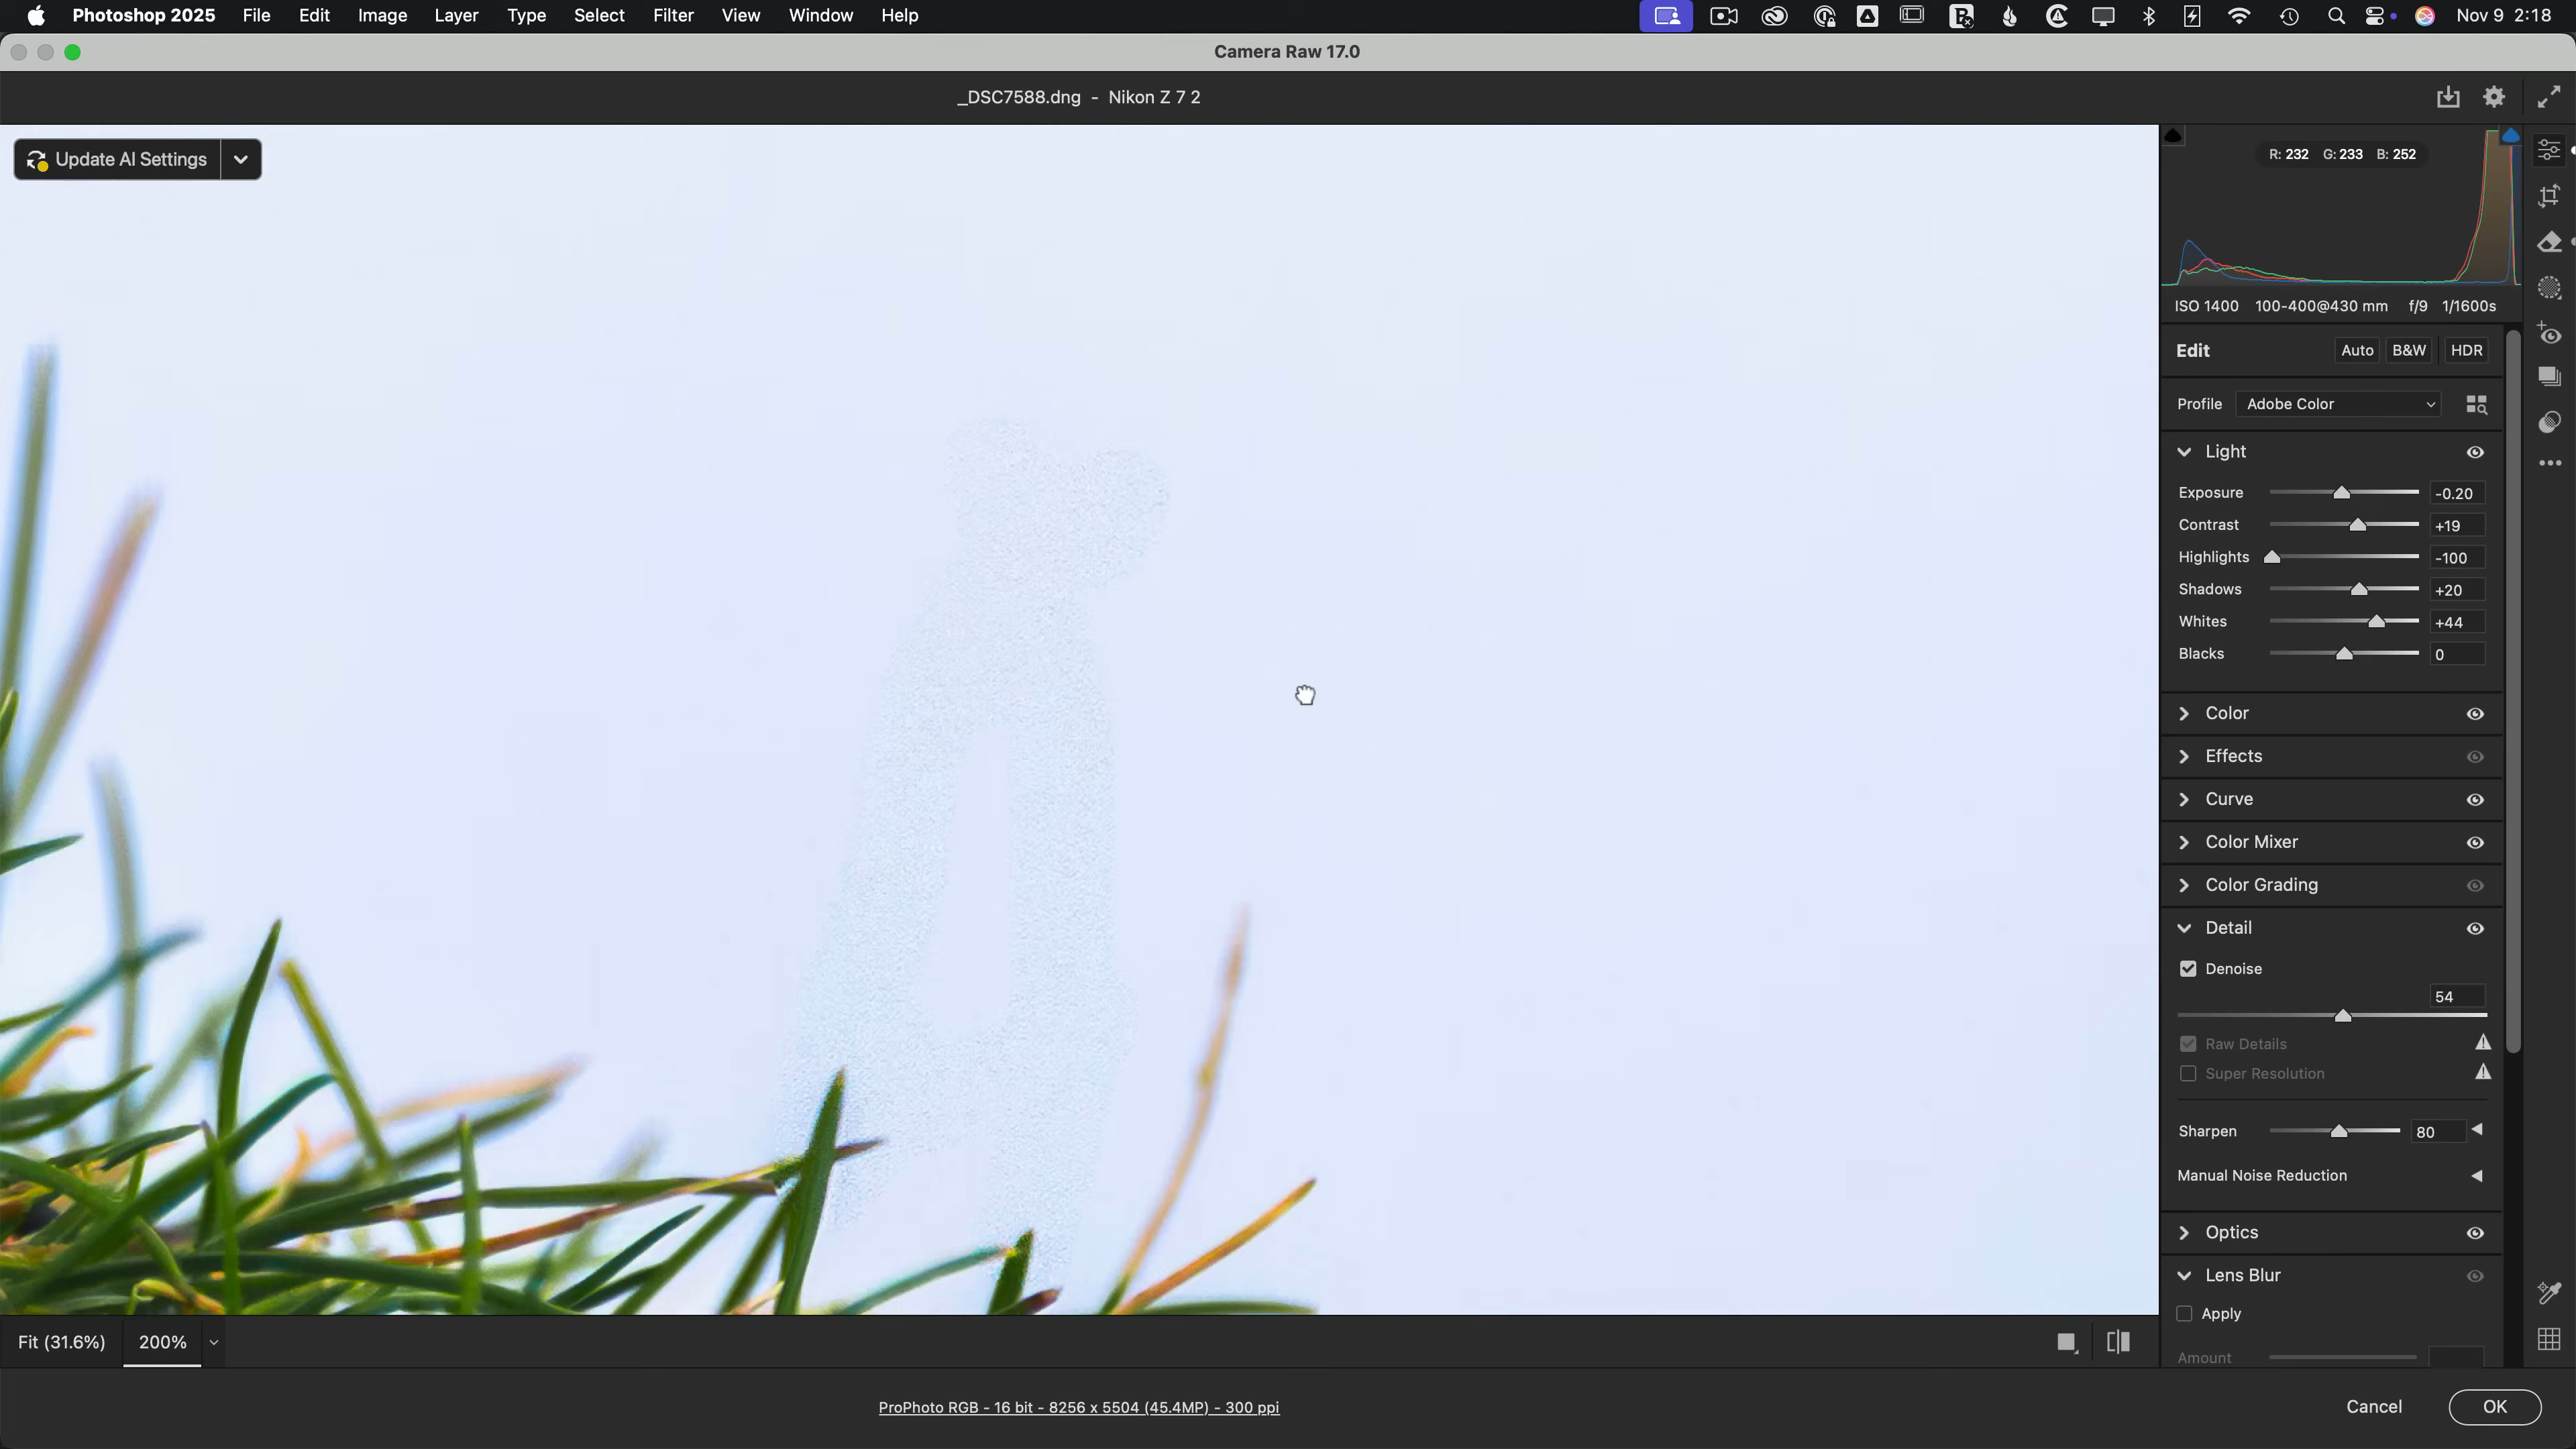 Photoshop 2025 File Edit Image Layer Type Select Filter View Window Help Nov 9 2:18
Camera Raw 17.0
_DSC7588.dng - Nikon Z 7 2
Update AI Settings
R: 232 G: 233 B: 252
ISO 1400 100-400@430 mm f/9 1/1600s
Edit Auto B&W HDR
Profile Adobe Color
Light
Exposure -0.20
Contrast +19
Highlights -100
Shadows +20
Whites +44
Blacks 0
Color
Effects
Curve
Color Mixer
Color Grading
Detail
Denoise
54
Raw Details
Super Resolution
Sharpen 80
Manual Noise Reduction
Optics
Lens Blur
Apply
Amount
Fit (31.6%) 200%
ProPhoto RGB - 16 bit - 8256 x 5504 (45.4MP) - 300 ppi
Cancel OK